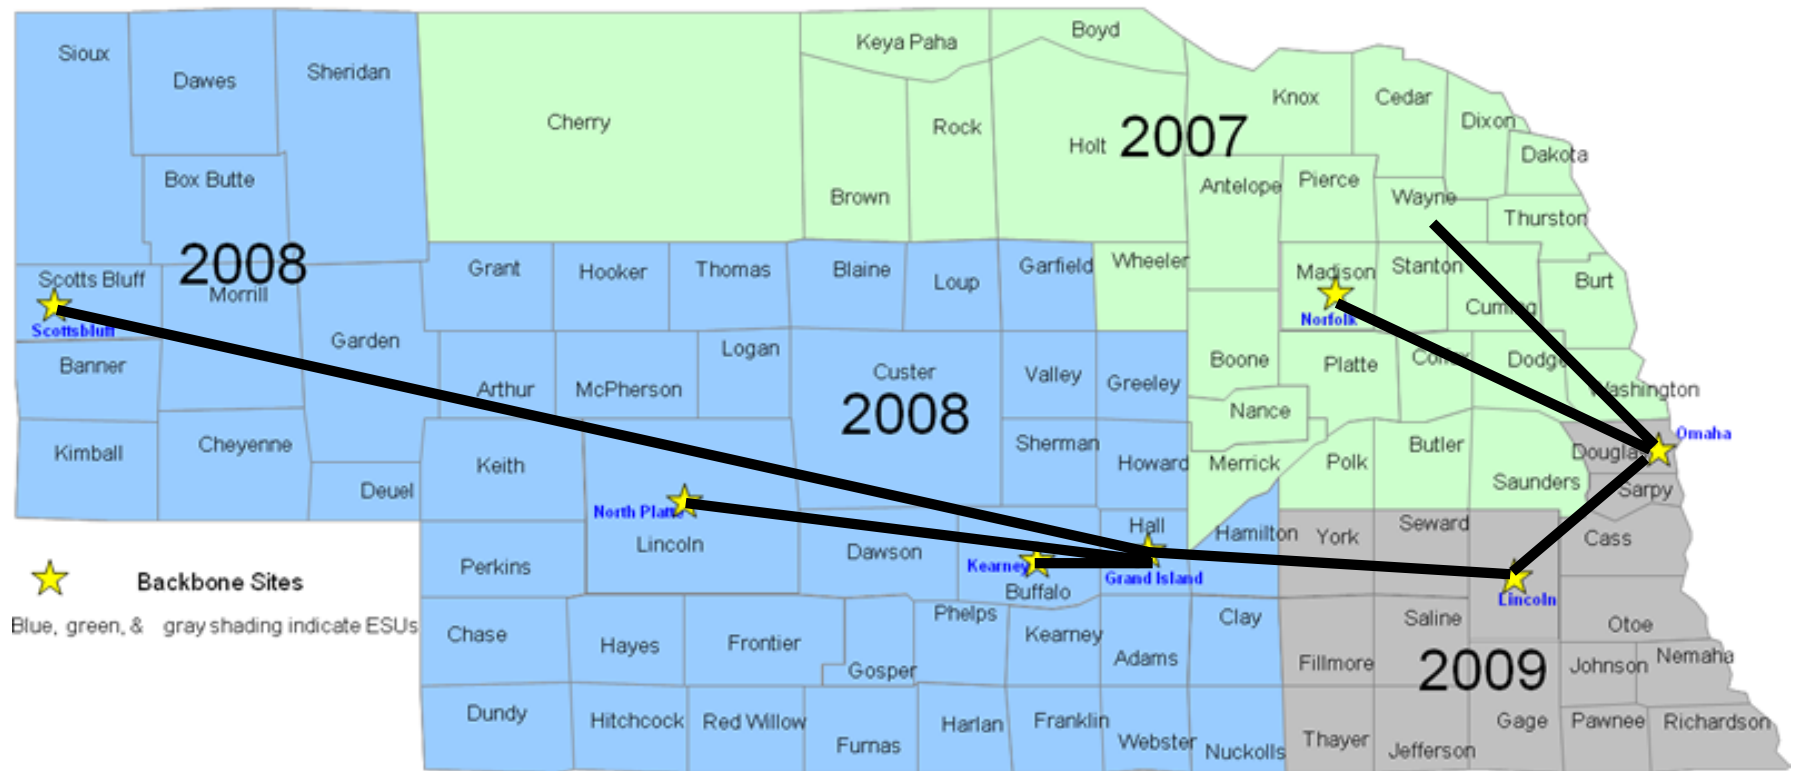 Sioux
Dawes
Sheridan
Cherry
Keya Paha
Boyd
Brown
Rock
Holt
2007
Knox
Cedar
Dixon
Dakota
Box Butte
Antelope
Pierce
Wayne
Thurston
2008
Scotts Bluff
Scottsbluff
Morrill
Garden
Grant
Hooker
Thomas
Blaine
Loup
Garfield
Wheeler
Madison
Norfolk
Stanton
Cuming
Burt
Banner
Arthur
McPherson
Logan
Custer
2008
Valley
Greeley
Boone
Platte
Colfax
Dodge
Washington
Nance
Kimball
Cheyenne
Deuel
Keith
Sherman
Howard
Merrick
Polk
Butler
Saunders
Douglas
Omaha
Sarpy
North Platte
Lincoln
Perkins
Dawson
Kearney
Buffalo
Hall
Grand Island
Hamilton
York
Seward
Lincoln
Cass
Backbone Sites
Blue, green, & gray shading indicate ESUs
Chase
Hayes
Frontier
Gosper
Phelps
Kearney
Adams
Clay
Fillmore
Saline
2009
Otoe
Johnson
Nemaha
Dundy
Hitchcock
Red Willow
Furnas
Harlan
Franklin
Webster
Nuckolls
Thayer
Jefferson
Gage
Pawnee
Richardson